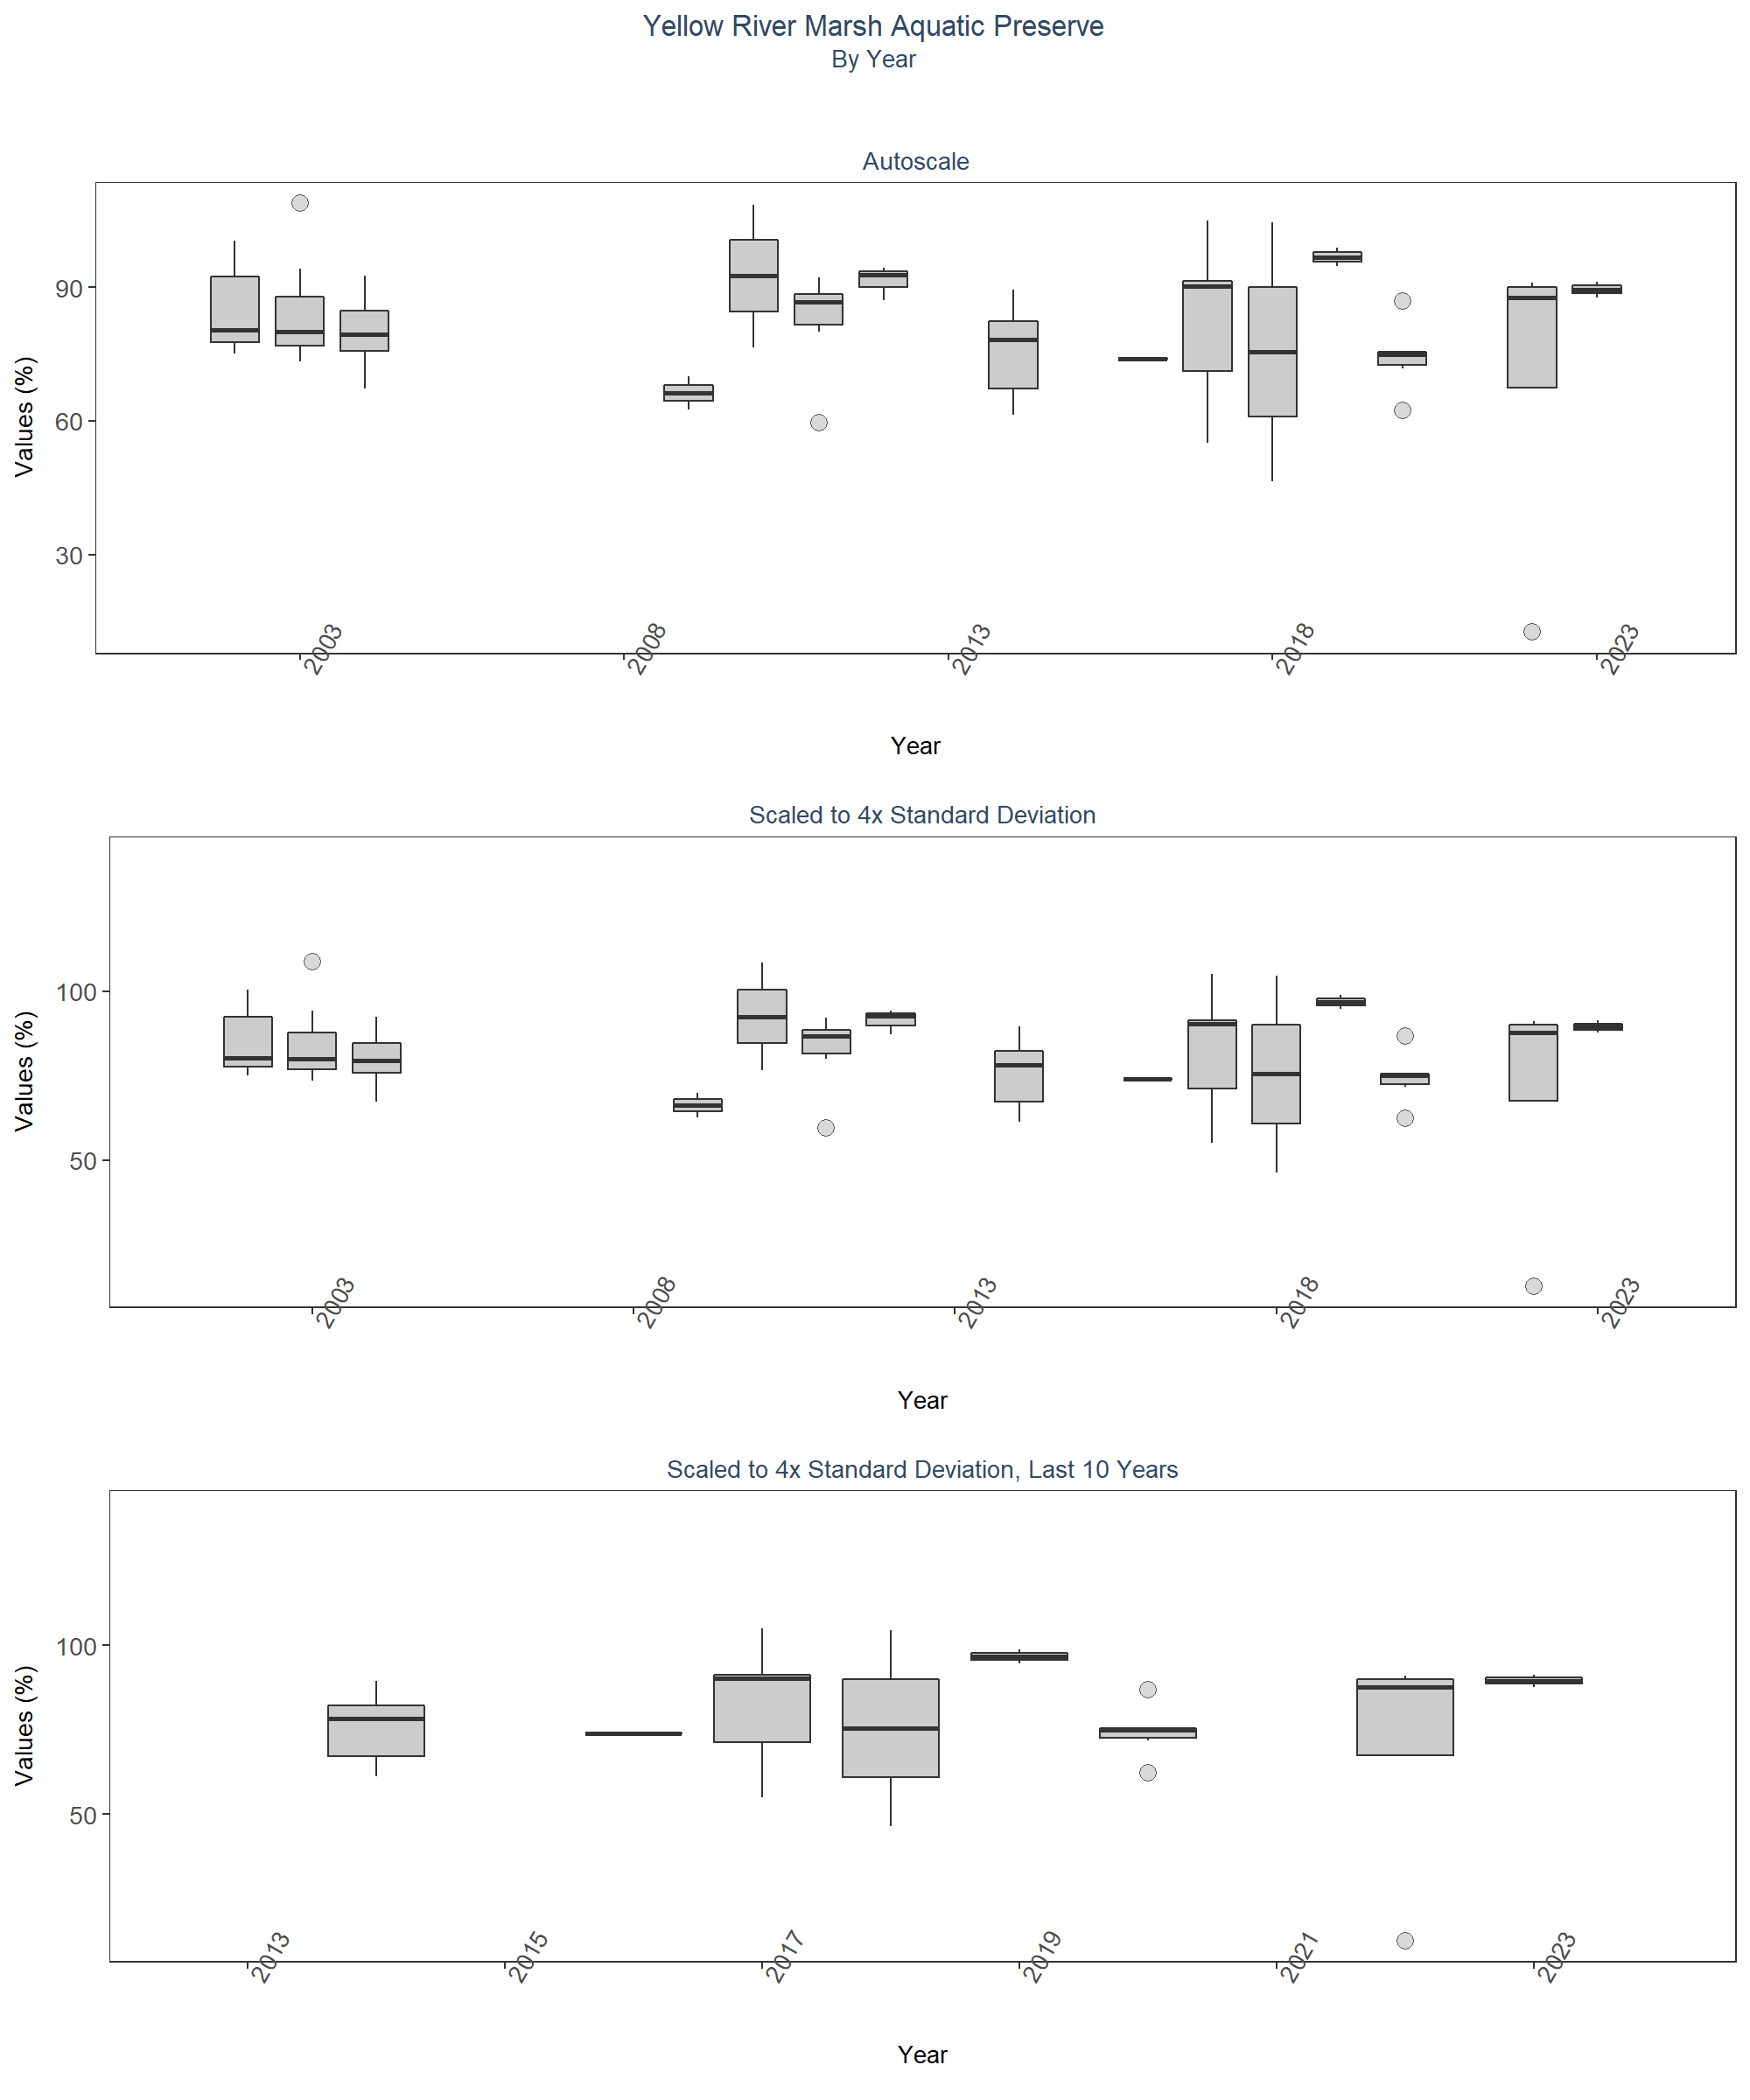 Yellow River Marsh Aquatic Preserve
By Year
Autoscale
Values (%)
90
60
30
2003
2008
2013
2018
2023
Year
Scaled to 4x Standard Deviation
Values (%)
100
50
2003
2008
2013
2018
2023
Year
Scaled to 4x Standard Deviation, Last 10 Years
Values (%)
100
50
2013
2015
2017
2019
2021
2023
Year